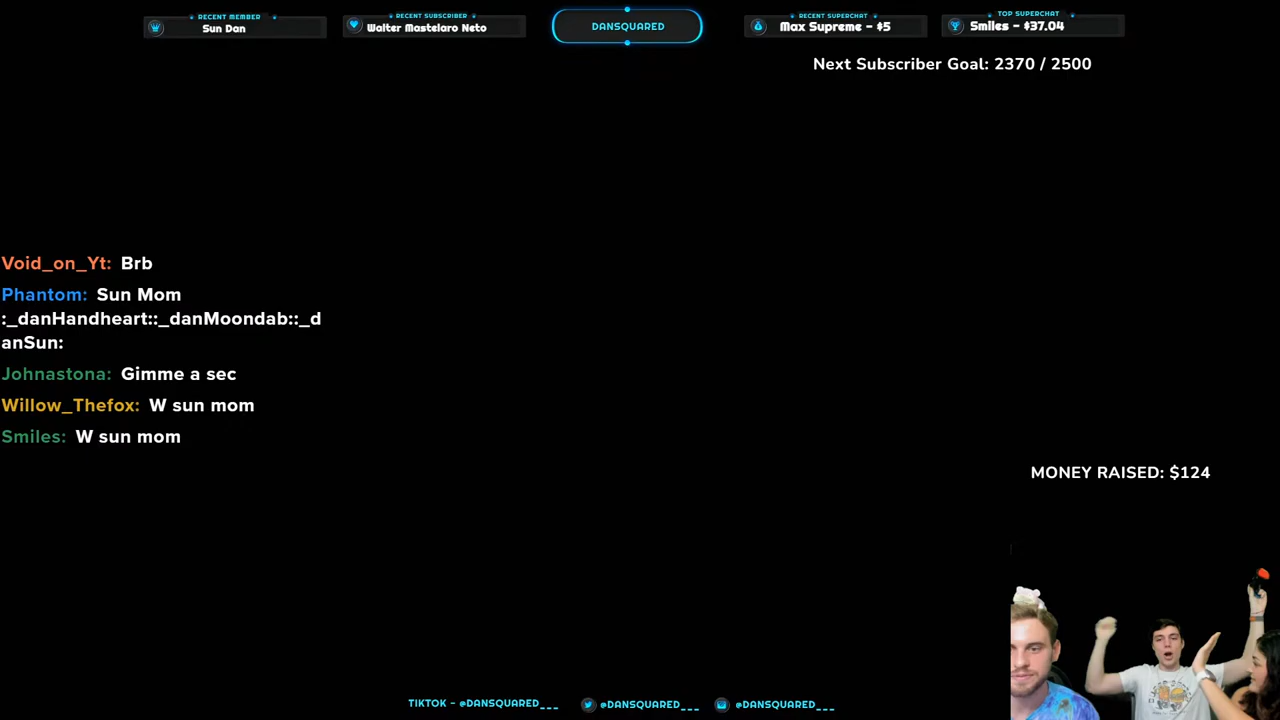 RECENT MEMBER
Sun Dan
RECENT SUBSCRIBER
Walter Mastelaro Neto
DANSQUARED
RECENT SUPERCHAT
Max Supreme - $5
TOP SUPERCHAT
Smiles - $37.04
Next Subscriber Goal: 2370 / 2500
Void_on_Yt: Brb
Phantom: Sun Mom
:_danHandheart::_danMoondab::_d
anSun:
Johnastona: Gimme a sec
Willow_Thefox: W sun mom
Smiles: W sun mom
MONEY RAISED: $124
TIKTOK - @DANSQUARED___
@DANSQUARED___
@DANSQUARED___